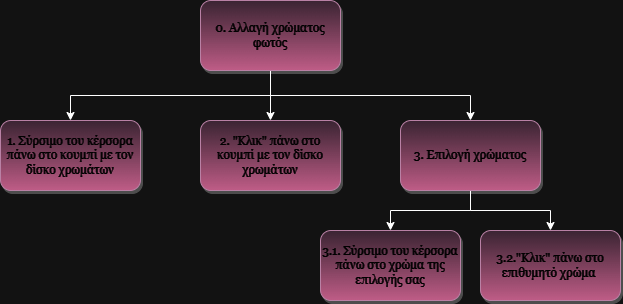 0. Αλλαγή χρώματος
φωτός
1. Σύρσιμο του κέρσορα
πάνω στο κουμπί με τον
δίσκο χρωμάτων
2. "Κλικ" πάνω στο
κουμπί με τον δίσκο
χρωμάτων
3. Επιλογή χρώματος
3.1. Σύρσιμο του κέρσορα
πάνω στο χρώμα της
επιλογής σας
3.2."Κλικ" πάνω στο
επιθυμητό χρώμα